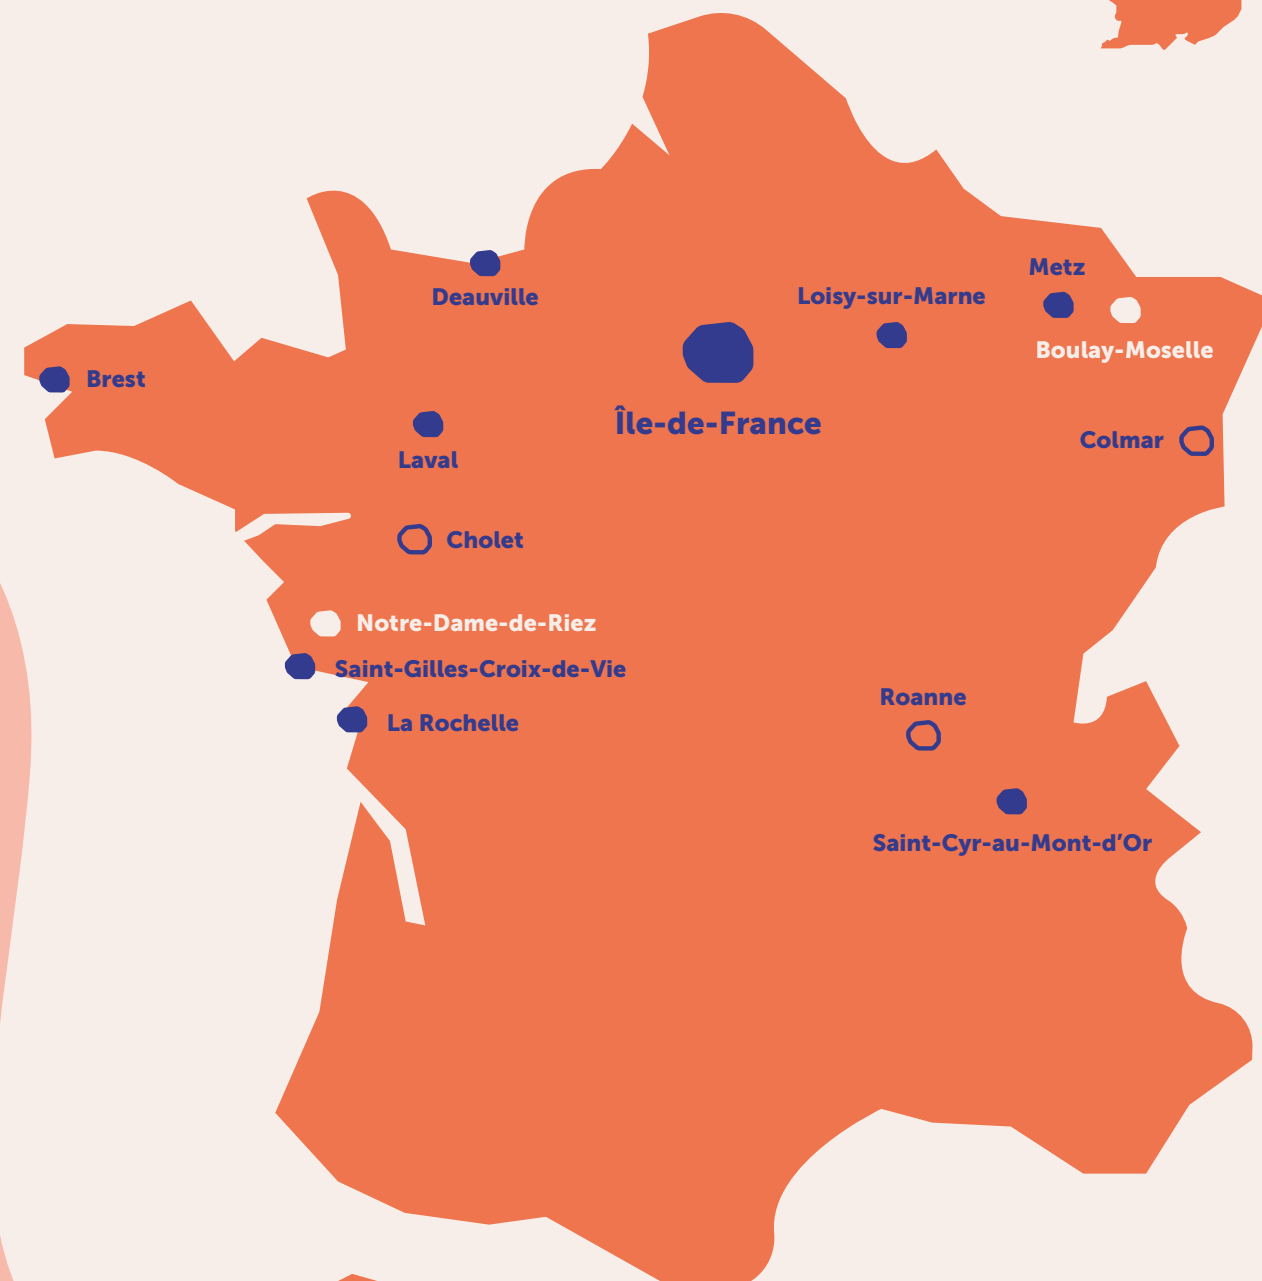 Metz
Loisy-sur-Marne
Deauville
Boulay-Moselle
Brest
Île-de-France
Colmar
Laval
Cholet
Notre-Dame-de-Riez
Saint-Gilles-Croix-de-Vie
Roanne
La Rochelle
Saint-Cyr-au-Mont-d’Or